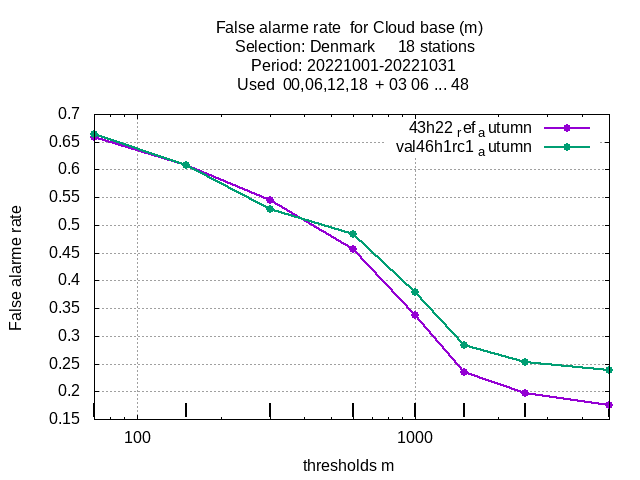 False alarme rate  for Cloud base (m)
Selection: Denmark     18 stations
Period: 20221001-20221031
Used  00,06,12,18  + 03 06 ... 48
43h22 ref autumn
val46h1rc1 autumn
0.7
0.65
0.6
0.55
0.5
0.45
0.4
0.35
0.3
0.25
0.2
0.15
False alarme rate
100
1000
thresholds m